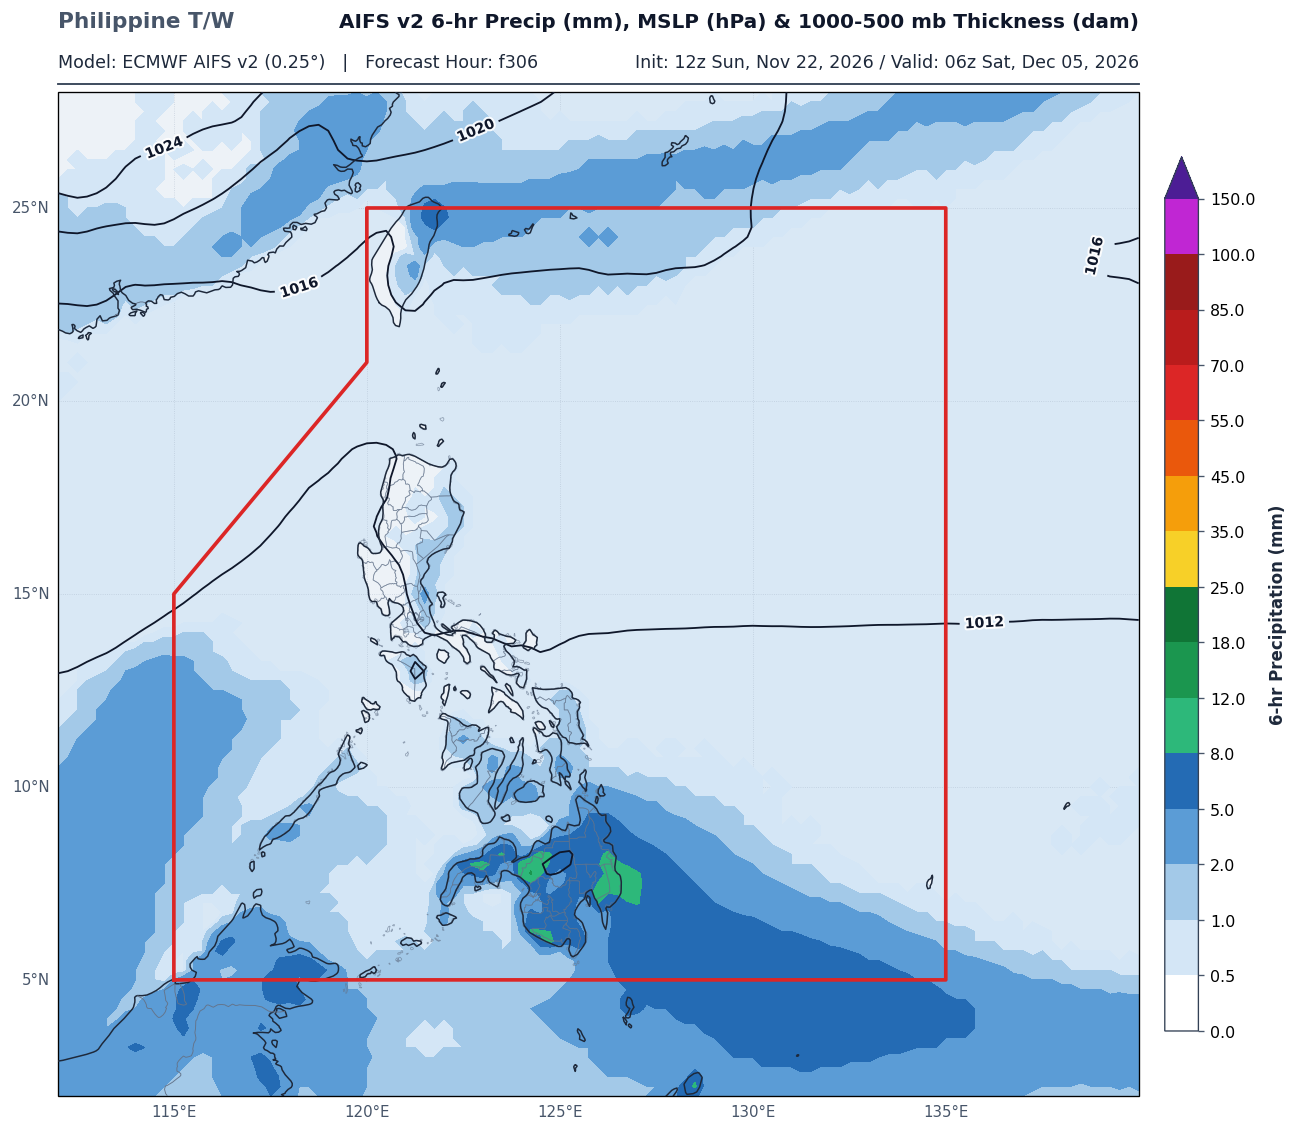 Philippine T/W
AIFS v2 6-hr Precip (mm), MSLP (hPa) & 1000-500 mb Thickness (dam)
Model: ECMWF AIFS v2 (0.25°) | Forecast Hour: f306
Init: 12z Sun, Nov 22, 2026 / Valid: 06z Sat, Dec 05, 2026
1024
1020
1016
1016
1012
25°N
20°N
15°N
10°N
5°N
115°E
120°E
125°E
130°E
135°E
150.0
100.0
85.0
70.0
55.0
45.0
35.0
25.0
18.0
12.0
8.0
5.0
2.0
1.0
0.5
0.0
6-hr Precipitation (mm)